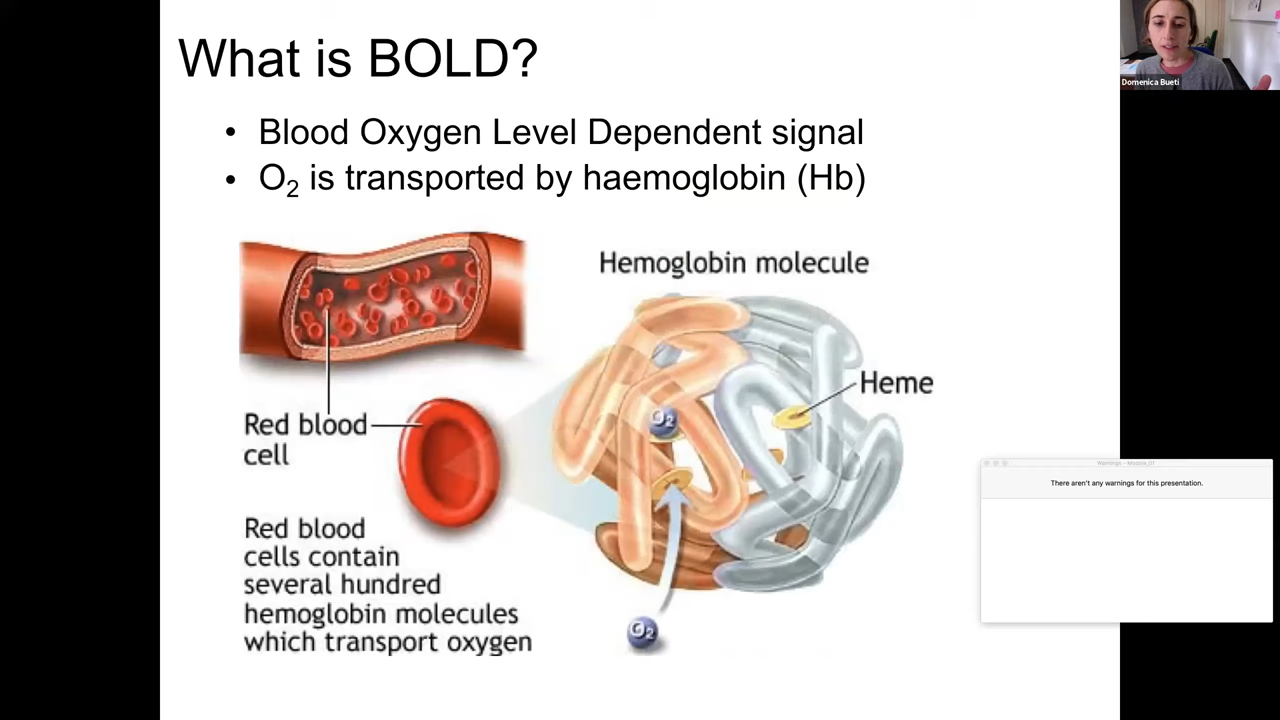 What is BOLD?
• Blood Oxygen Level Dependent signal
• O₂ is transported by haemoglobin (Hb)
Hemoglobin molecule
Heme
O₂
Red blood
cell
Red blood
cells contain
several hundred
hemoglobin molecules
which transport oxygen
O₂
Domenica Bueti
Warnings - Module_01
There aren't any warnings for this presentation.